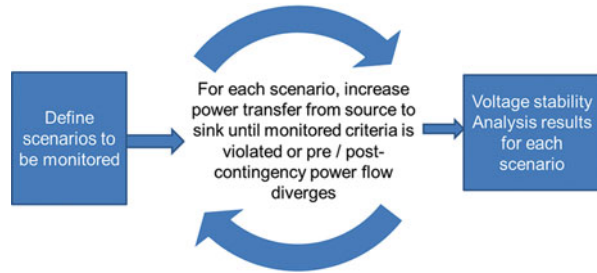 Define
scenarios to
be monitored
For each scenario, increase
power transfer from source to
sink until monitored criteria is
violated or pre / post-
contingency power flow
diverges
Voltage stability
Analysis results
for each
scenario